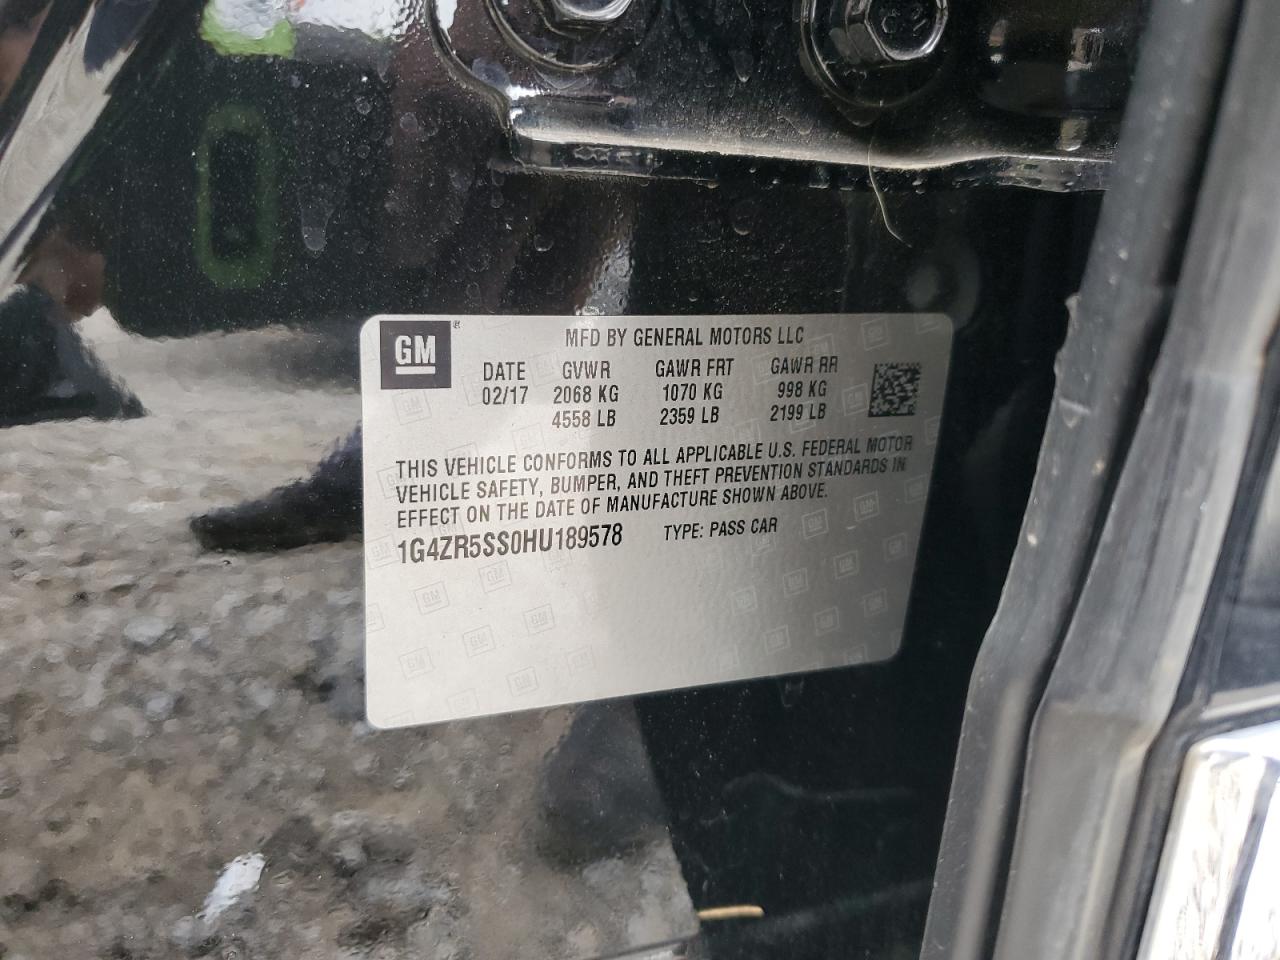 GM
MFD BY GENERAL MOTORS LLC
DATE GVWR GAWR FRT GAWR RR
02/17 2068 KG 1070 KG 998 KG
4558 LB 2359 LB 2199 LB
THIS VEHICLE CONFORMS TO ALL APPLICABLE U.S. FEDERAL MOTOR
VEHICLE SAFETY, BUMPER, AND THEFT PREVENTION STANDARDS IN
EFFECT ON THE DATE OF MANUFACTURE SHOWN ABOVE.
1G4ZR5SS0HU189578 TYPE: PASS CAR